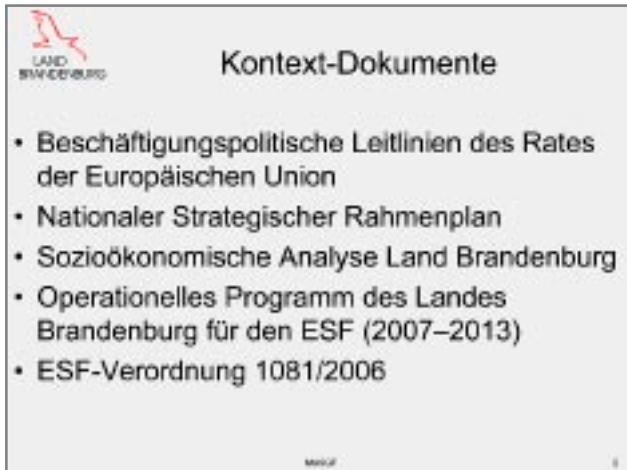 LAND
BRANDENBURG
Kontext-Dokumente
• Beschäftigungspolitische Leitlinien des Rates
der Europäischen Union
• Nationaler Strategischer Rahmenplan
• Sozioökonomische Analyse Land Brandenburg
• Operationelles Programm des Landes
Brandenburg für den ESF (2007–2013)
• ESF-Verordnung 1081/2006